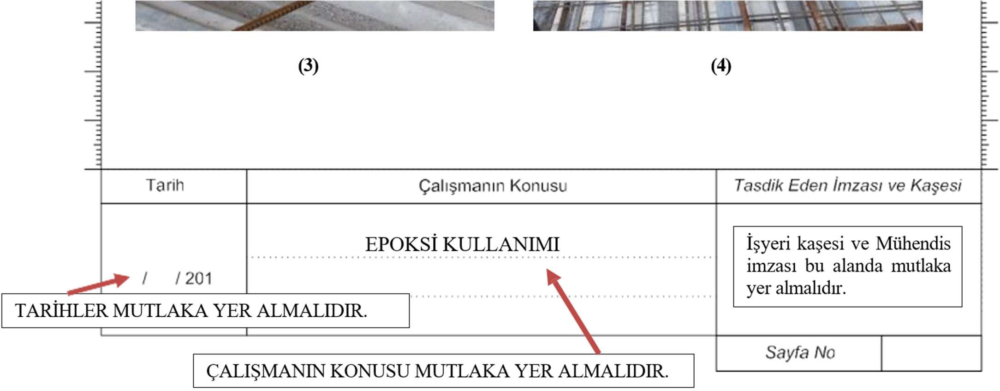 (3)
(4)
Tarih
Çalışmanın Konusu
Tasdik Eden İmzası ve Kaşesi
EPOKSİ KULLANIMI
İşyeri kaşesi ve Mühendis
imzası bu alanda mutlaka
yer almalıdır.
/ / 201
TARİHLER MUTLAKA YER ALMALIDIR.
Sayfa No
ÇALIŞMANIN KONUSU MUTLAKA YER ALMALIDIR.